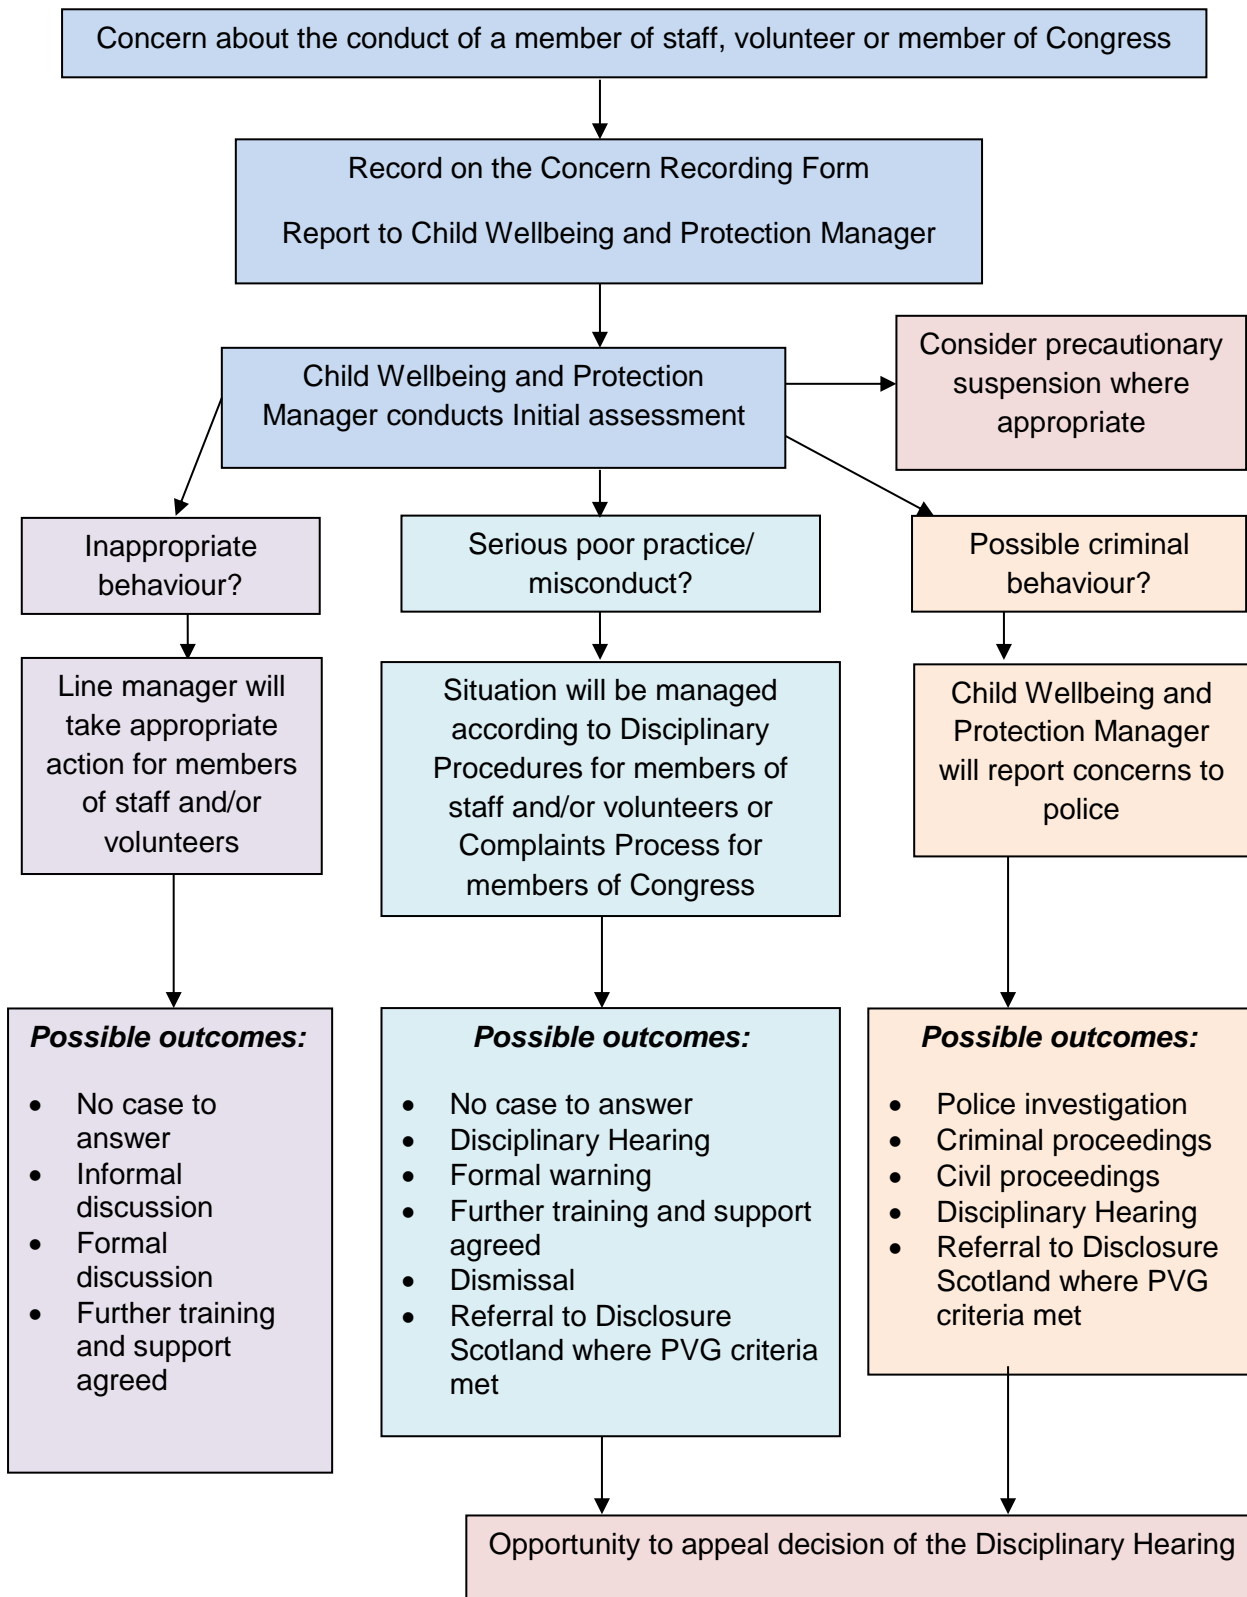 Concern about the conduct of a member of staff, volunteer or member of Congress
Record on the Concern Recording Form
Report to Child Wellbeing and Protection Manager
Child Wellbeing and Protection
Manager conducts Initial assessment
Consider precautionary
suspension where
appropriate
Inappropriate
behaviour?
Serious poor practice/
misconduct?
Possible criminal
behaviour?
Line manager will
take appropriate
action for members
of staff and/or
volunteers
Situation will be managed
according to Disciplinary
Procedures for members of
staff and/or volunteers or
Complaints Process for
members of Congress
Child Wellbeing and
Protection Manager
will report concerns to
police
Possible outcomes:
• No case to
answer
• Informal
discussion
• Formal
discussion
• Further training
and support
agreed
Possible outcomes:
• No case to answer
• Disciplinary Hearing
• Formal warning
• Further training and support
agreed
• Dismissal
• Referral to Disclosure
Scotland where PVG criteria
met
Possible outcomes:
• Police investigation
• Criminal proceedings
• Civil proceedings
• Disciplinary Hearing
• Referral to Disclosure
Scotland where PVG
criteria met
Opportunity to appeal decision of the Disciplinary Hearing